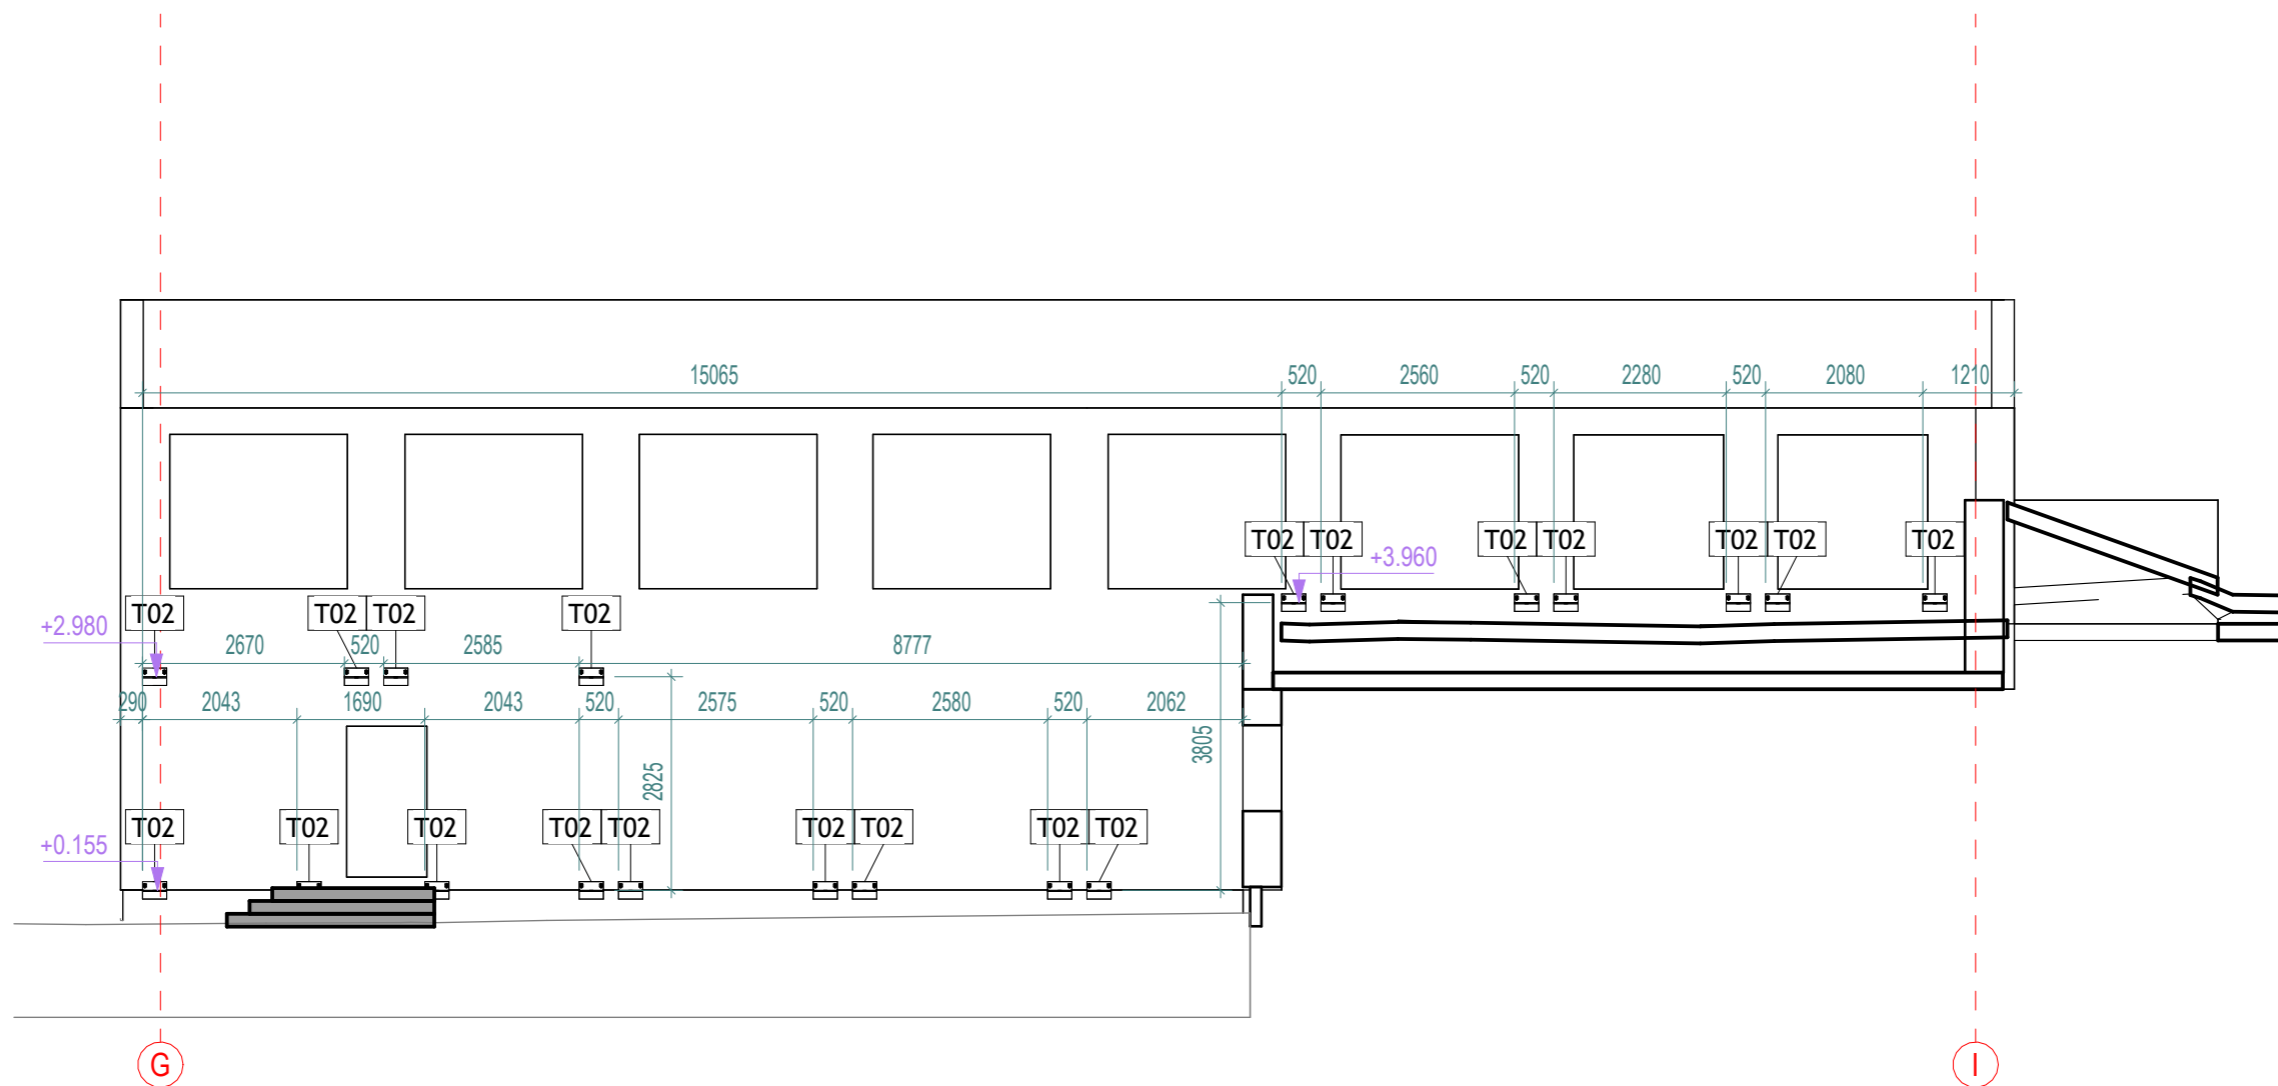 15065 520 2560 520 2280 520 2080 1210
T02 T02 T02 T02 T02 T02 T02
+3.960
T02 T02 T02 T02
+2.980
2670 520 2585 8777
290 2043 1690 2043 520 2575 520 2580 520 2062
3805
2825
T02 T02 T02 T02 T02 T02 T02 T02 T02
+0.155
G I